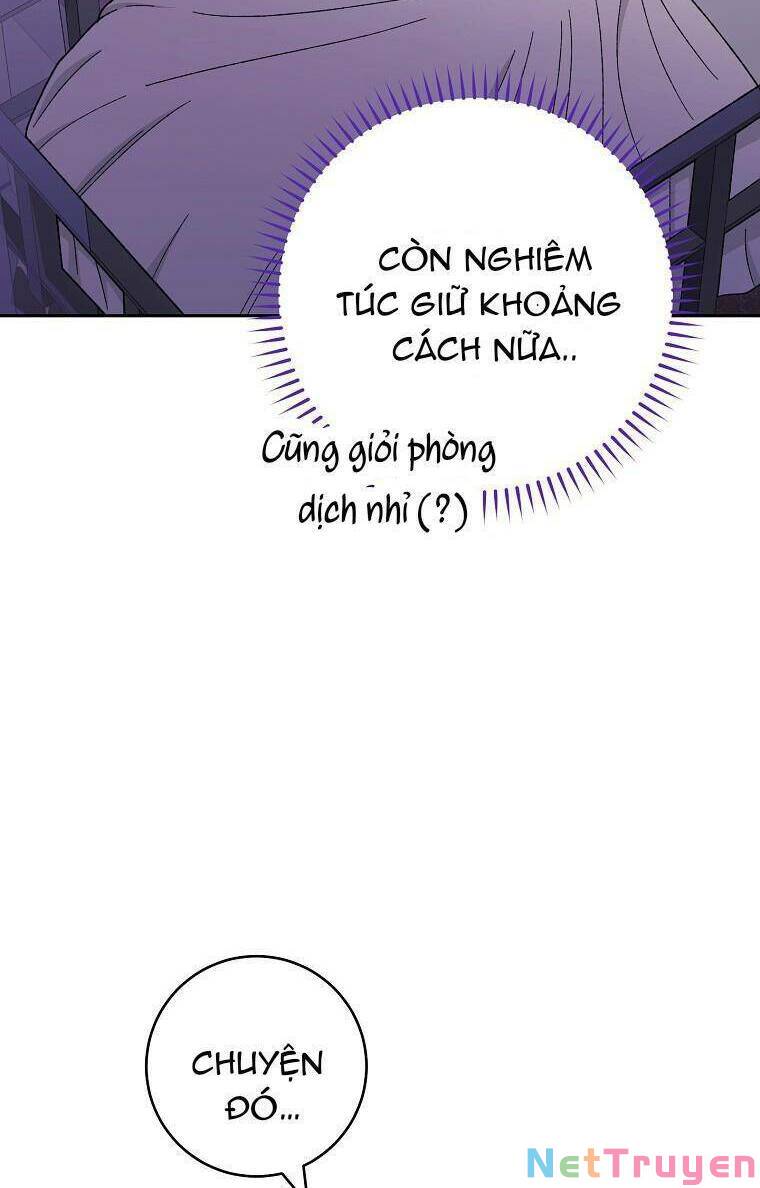 CÒN NGHIÊM
TÚC GIỮ KHOẢNG
CÁCH NỮA..
Cũng giỏi phòng
dịch nhỉ (?)
CHUYỆN
ĐÓ...
NetTruyen